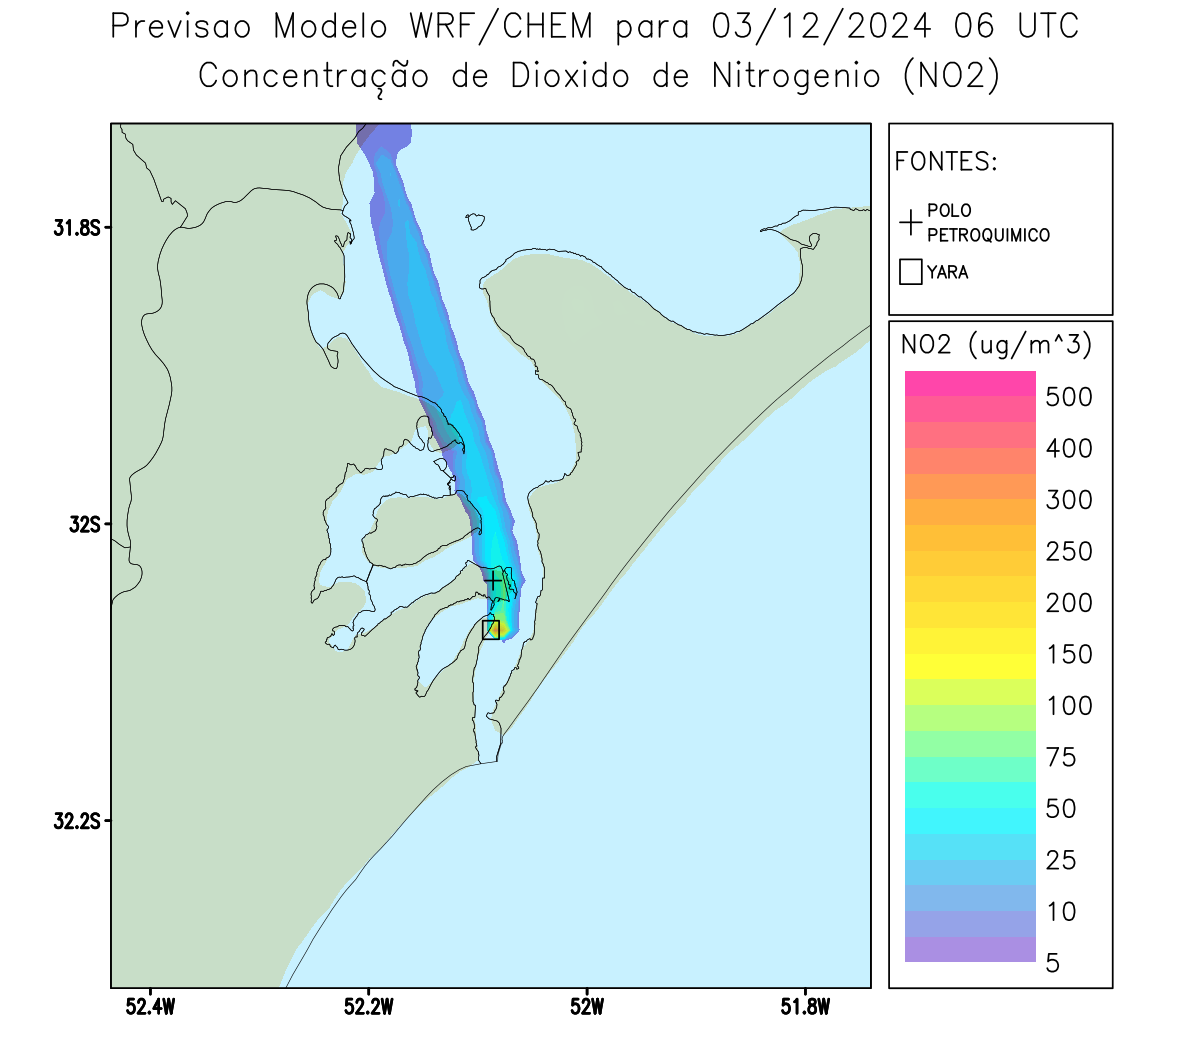 Previsao Modelo WRF/CHEM para 03/12/2024 06 UTC
Concentração de Dioxido de Nitrogenio (NO2)
FONTES:
POLO
PETROQUIMICO
YARA
NO2 (ug/m^3)
500
400
300
250
200
150
100
75
50
25
10
5
31.8S
32S
32.2S
52.4W
52.2W
52W
51.8W